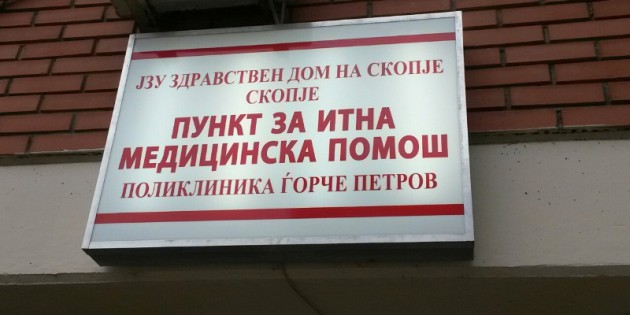 ЈЗУ ЗДРАВСТВЕН ДОМ НА СКОПЈЕ
СКОПЈЕ
ПУНКТ ЗА ИТНА
МЕДИЦИНСКА ПОМОШ
ПОЛИКЛИНИКА ЃОРЧЕ ПЕТРОВ